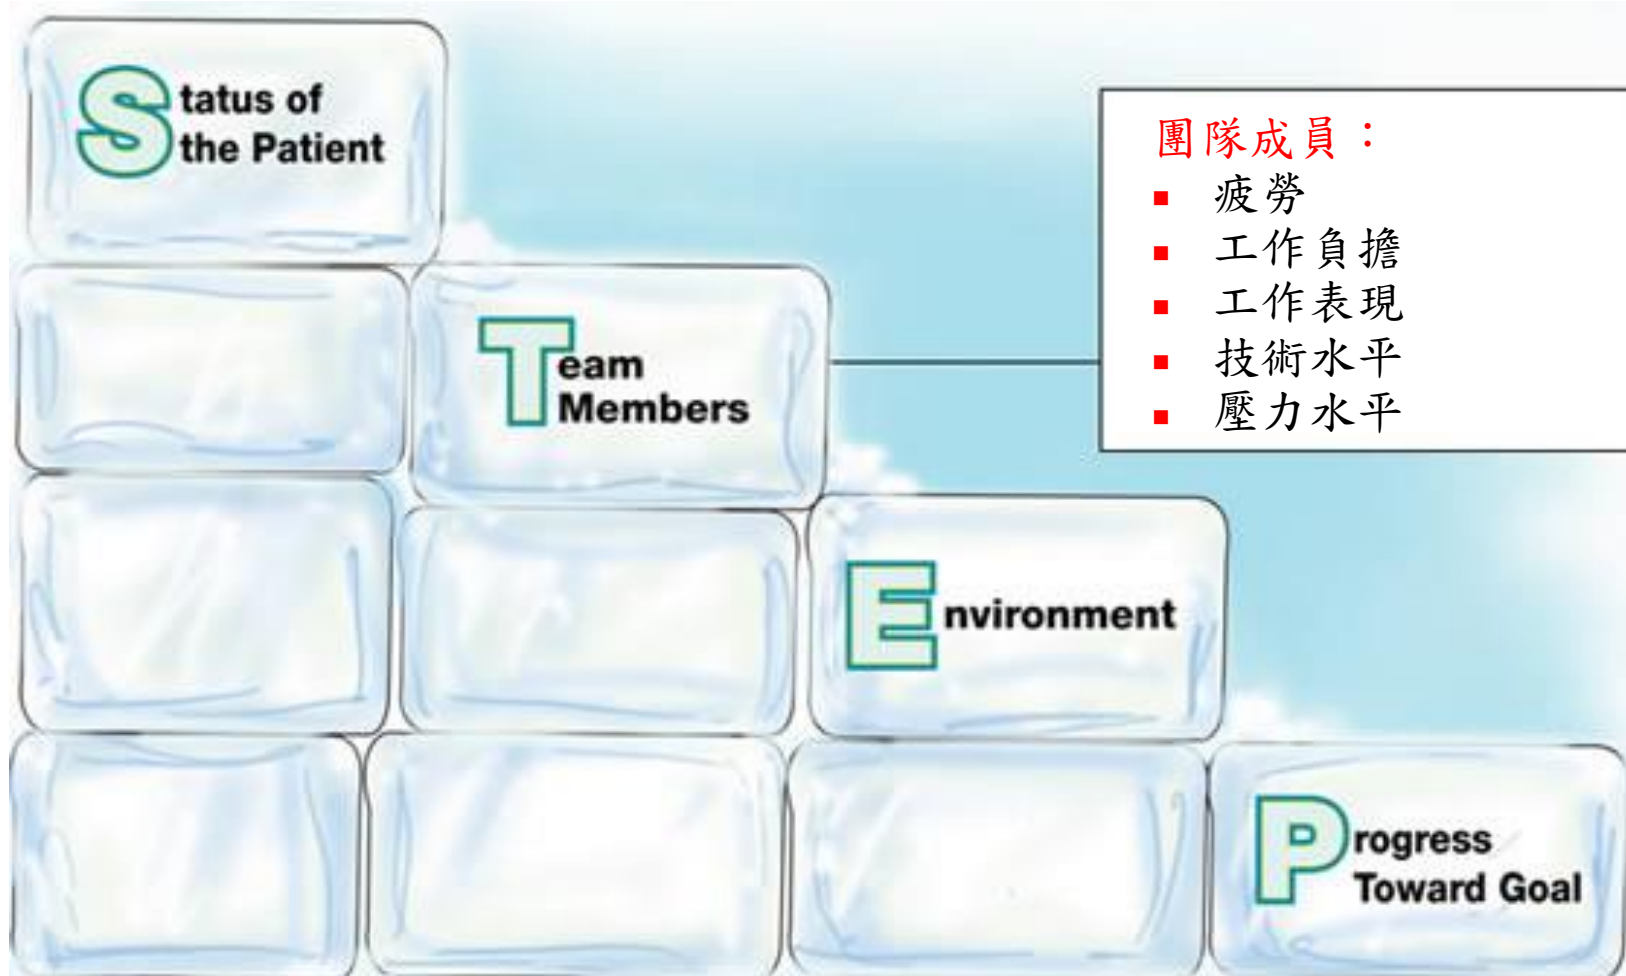 Status of
the Patient
團隊成員：
▪ 疲勞
▪ 工作負擔
▪ 工作表現
▪ 技術水平
▪ 壓力水平
Team
Members
Environment
Progress
Toward Goal